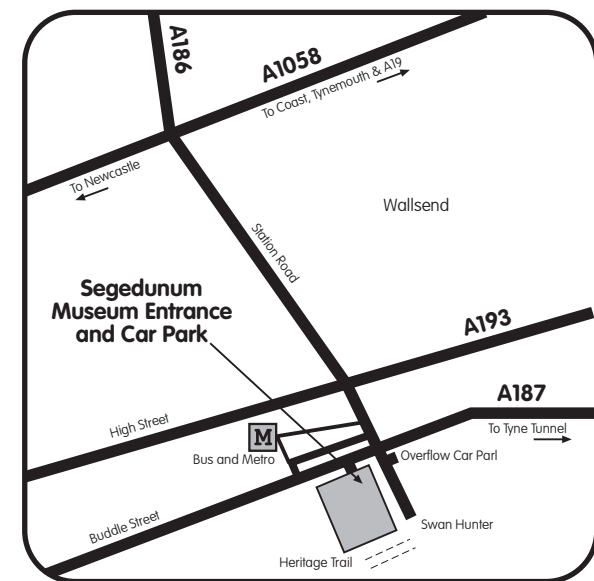 A186
A1058
To Coast, Tynemouth & A19
To Newcastle
Wallsend
Station Road
Segedunum
Museum Entrance
and Car Park
A193
A187
High Street
M
To Tyne Tunnel
Bus and Metro
Overflow Car Parl
Buddle Street
Swan Hunter
Heritage Trail